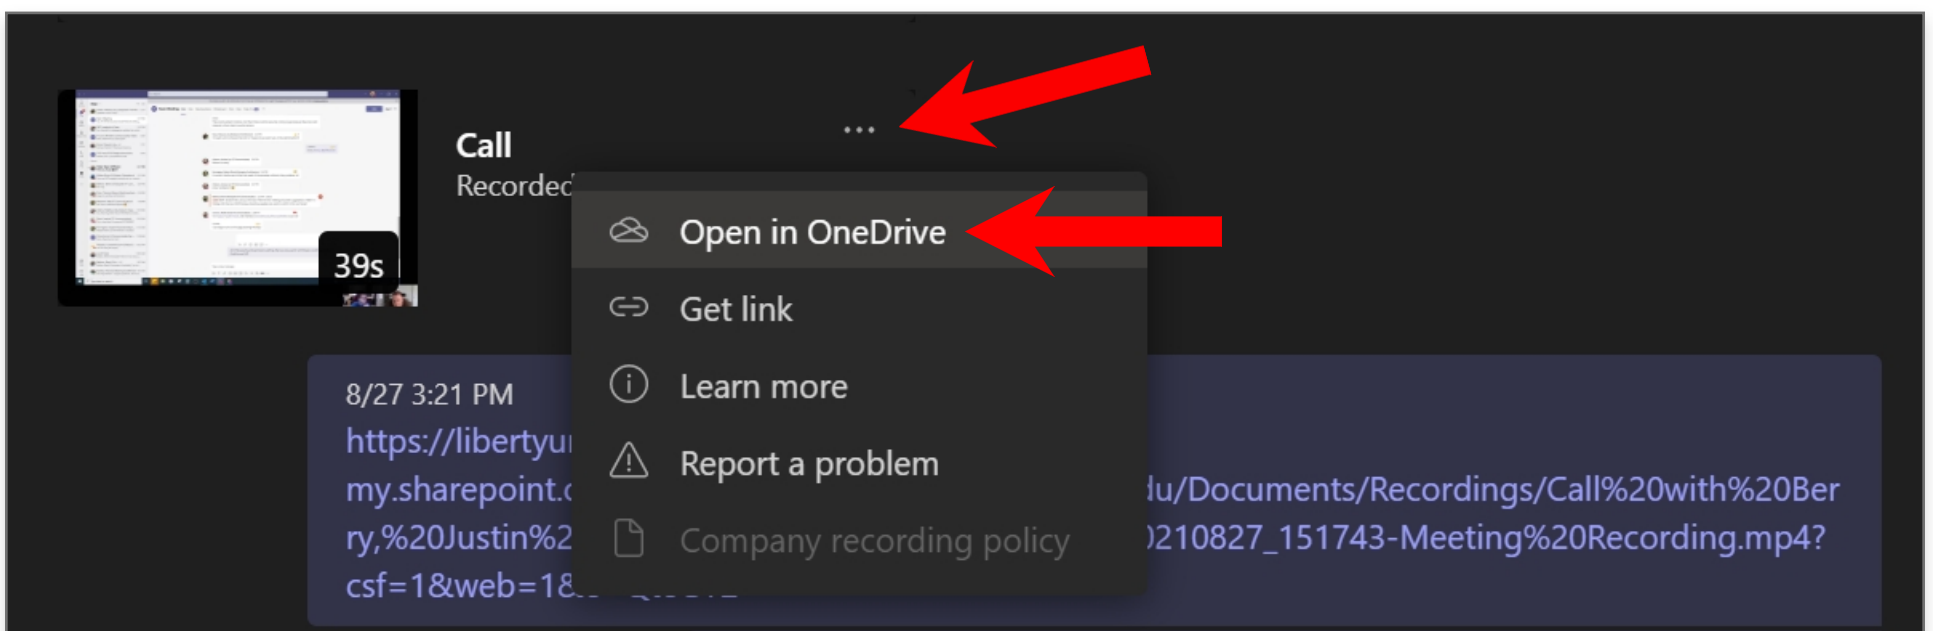 Call
Recorded
39s
Open in OneDrive
Get link
Learn more
Report a problem
Company recording policy
8/27 3:21 PM
https://libertyu
my.sharepoint. du/Documents/Recordings/Call%20with%20Ber
ry,%20Justin%2 0210827_151743-Meeting%20Recording.mp4?
csf=1&web=1&